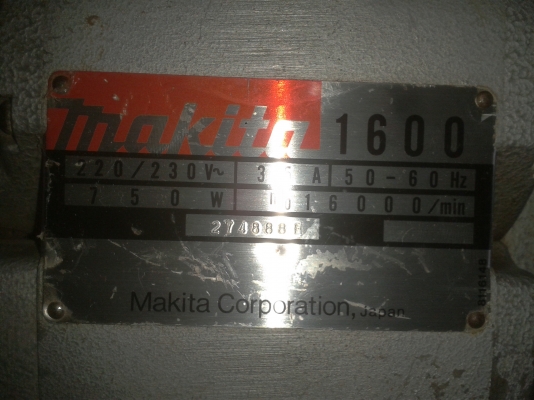 makita 1600
220/230V~ A 50-60Hz
750W 16000/min
Makita Corporation, Japan